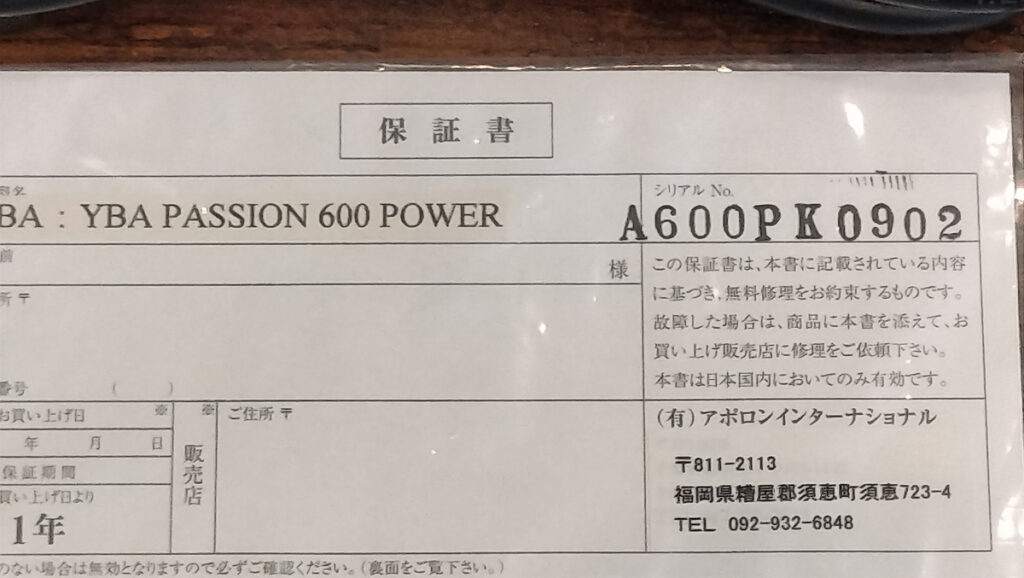 保証書
BA : YBA PASSION 600 POWER
シリアル No.
A600PK0902
様
この保証書は、本書に記載されている内容
に基づき、無料修理をお約束するものです。
故障した場合は、商品に本書を添えて、お
買い上げ販売店に修理をご依頼下さい。
本書は日本国内においてのみ有効です。
前
所 〒
番号 ( )
お買い上げ日 ※
年 月 日
保証期間
買い上げ日より
1年
※
販売店
ご住所 〒
(有)アポロンインターナショナル
〒811-2113
福岡県糟屋郡須恵町須恵723-4
TEL 092-932-6848
のない場合は無効となりますので必ずご確認ください。(裏面をご覧下さい。)